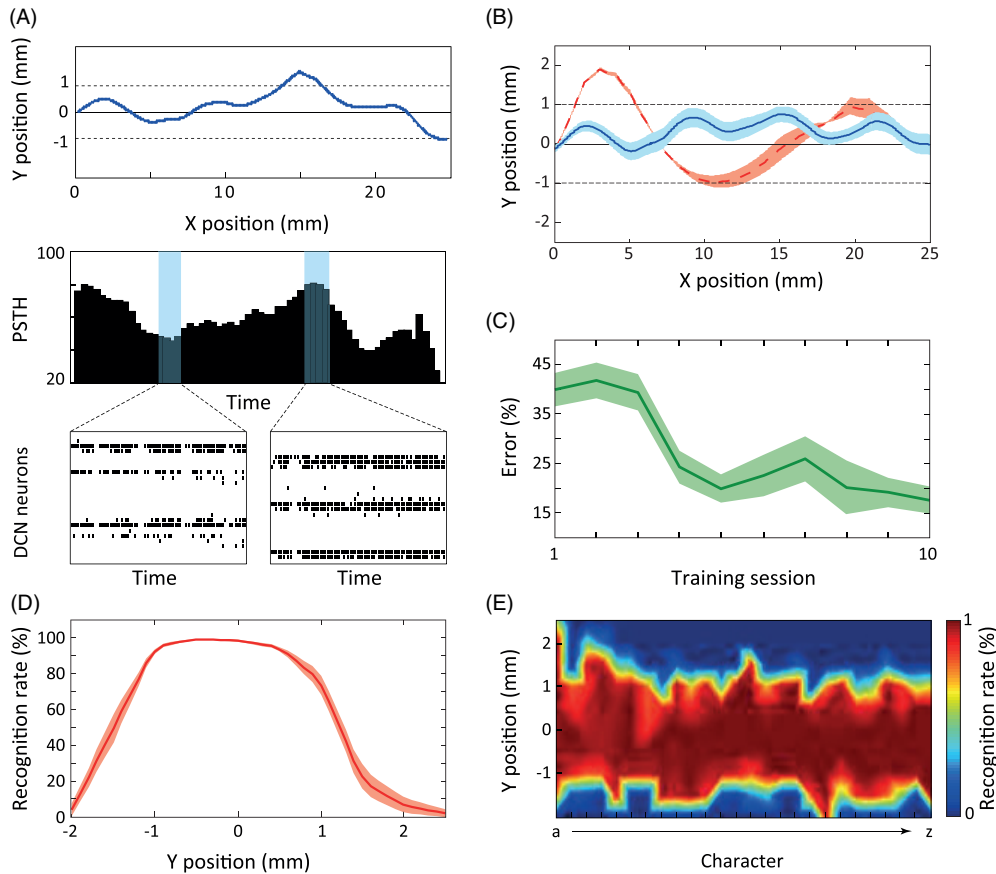 (A)
Y position (mm)
1
0
-1
0
10
20
X position (mm)
100
PSTH
20
Time
DCN neurons
Time
Time
(B)
Y position (mm)
2
1
0
-1
-2
0
5
10
15
20
25
X position (mm)
(C)
Error (%)
45
35
25
15
1
10
Training session
(D)
Recognition rate (%)
100
80
60
40
20
0
-2
-1
0
1
2
Y position (mm)
(E)
Y position (mm)
2
1
0
-1
a
z
Character
1
0
Recognition rate (%)